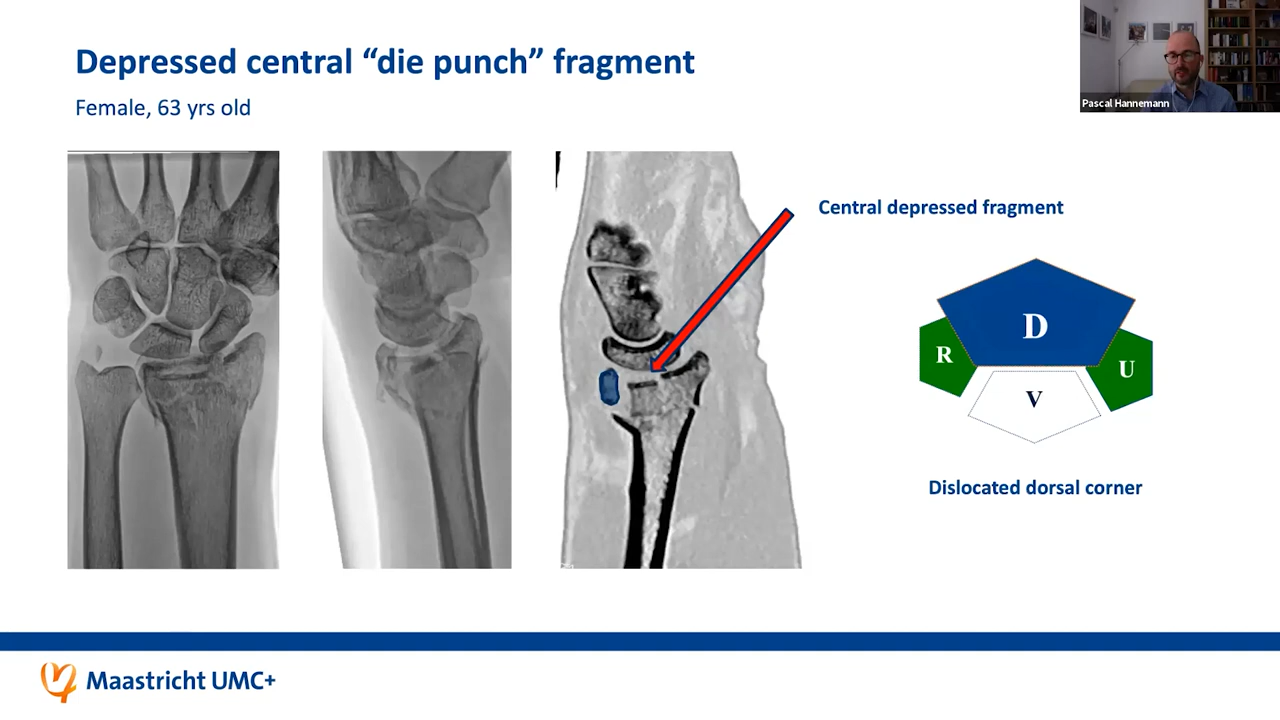 Depressed central “die punch” fragment
Female, 63 yrs old
Pascal Hannemann
Central depressed fragment
D
R
U
V
Dislocated dorsal corner
Maastricht UMC+